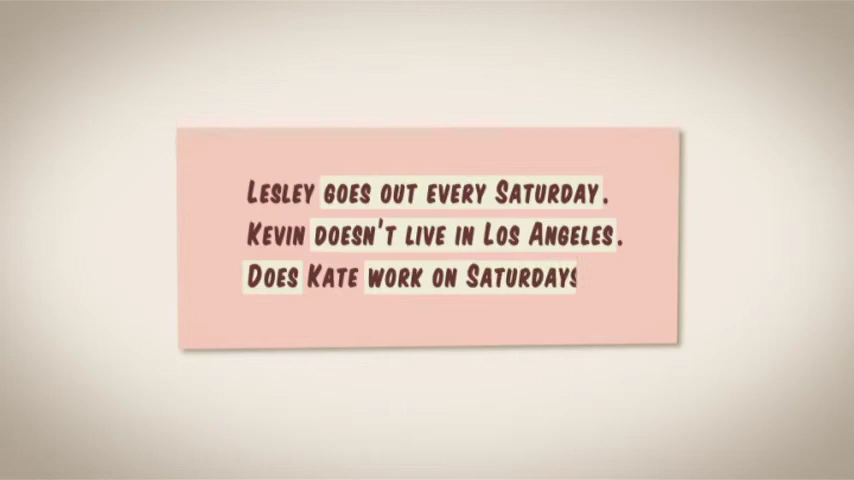 Lesley goes out every Saturday.
Kevin doesn't live in Los Angeles.
Does Kate work on Saturdays